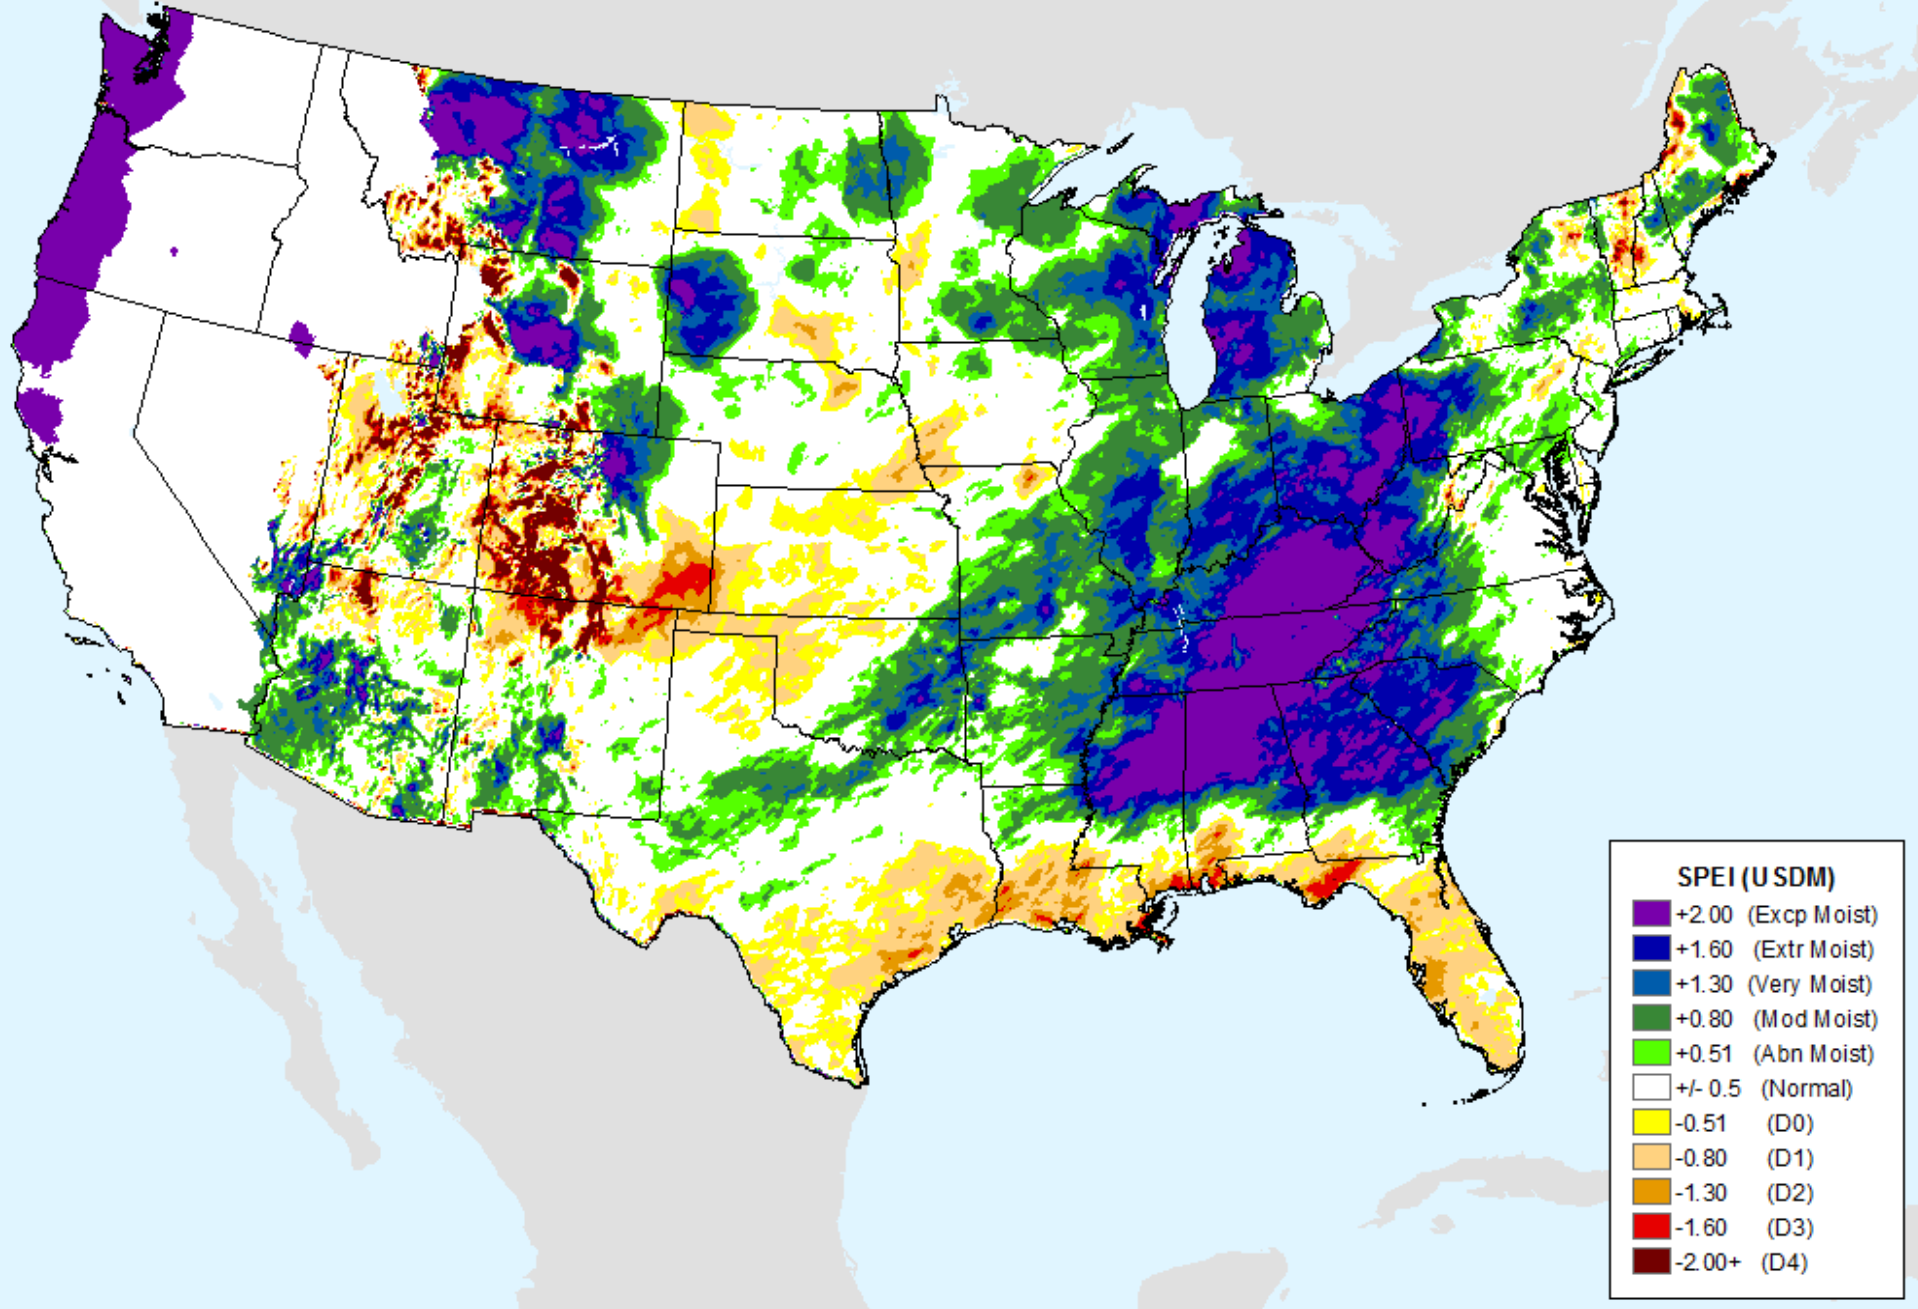 SPEI (USDM)
+2.00 (Excp Moist)
+1.60 (Extr Moist)
+1.30 (Very Moist)
+0.80 (Mod Moist)
+0.51 (Abn Moist)
+/- 0.5 (Normal)
-0.51 (D0)
-0.80 (D1)
-1.30 (D2)
-1.60 (D3)
-2.00+ (D4)